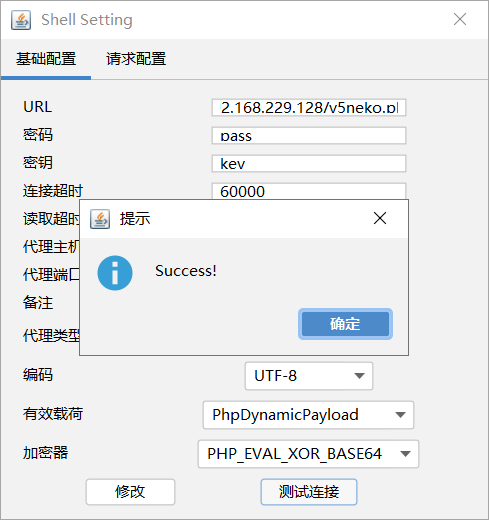 Shell Setting
基础配置 请求配置
URL 2.168.229.128/v5neko.pl
密码 pass
密钥 key
连接超时 60000
读取超时
提示
代理主机
Success!
代理端口
备注
确定
代理类型
编码 UTF-8
有效载荷 PhpDynamicPayload
加密器 PHP_EVAL_XOR_BASE64
修改 测试连接